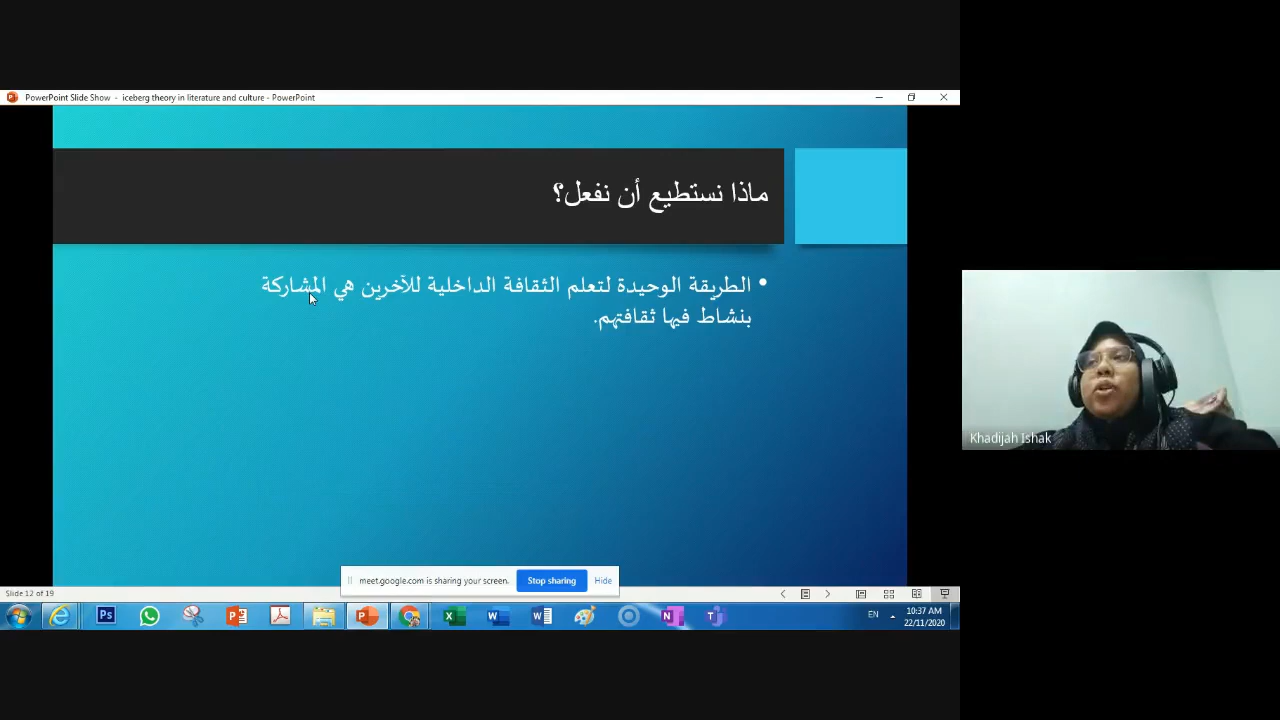 PowerPoint Slide Show - iceberg theory in literature and culture - PowerPoint
ماذا نستطيع أن نفعل؟
• الطريقة الوحيدة لتعلم الثقافة الداخلية للآخرين هي المشاركة
بنشاط فيها ثقافتهم.
Khadijah Ishak
meet.google.com is sharing your screen. Stop sharing Hide
Slide 12 of 19
Ps
EN 10:37 AM
22/11/2020